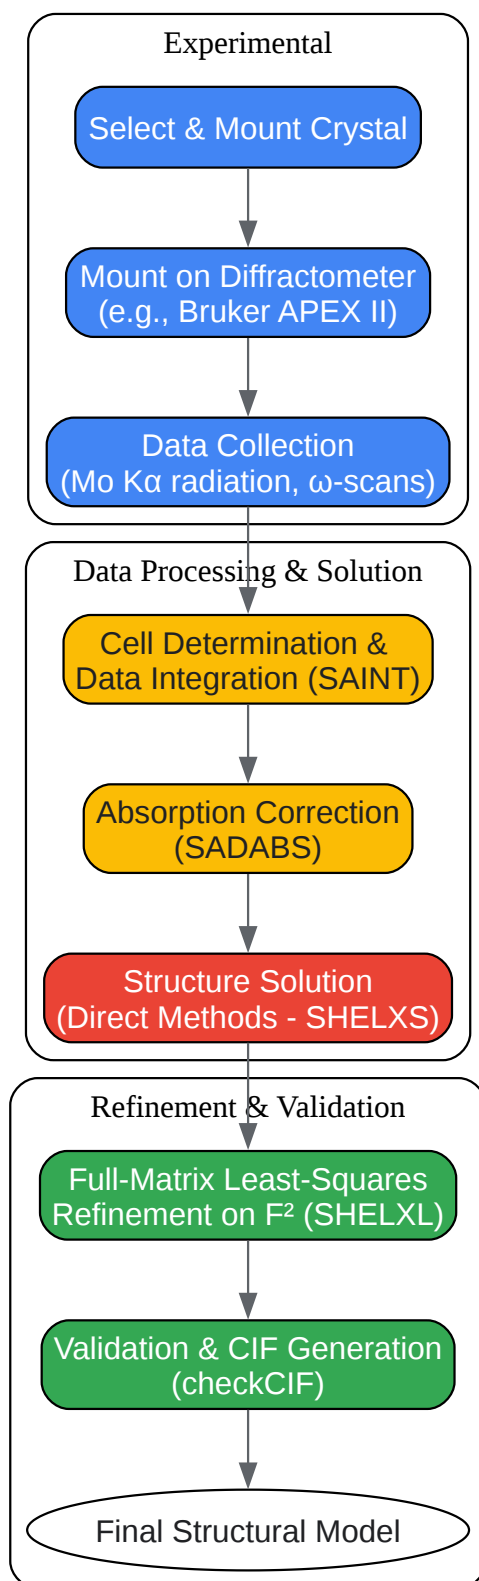 Experimental
Select & Mount Crystal
Mount on Diffractometer
(e.g., Bruker APEX II)
Data Collection
(Mo Kα radiation, ω-scans)
Data Processing & Solution
Cell Determination &
Data Integration (SAINT)
Absorption Correction
(SADABS)
Structure Solution
(Direct Methods - SHELXS)
Refinement & Validation
Full-Matrix Least-Squares
Refinement on F² (SHELXL)
Validation & CIF Generation
(checkCIF)
Final Structural Model